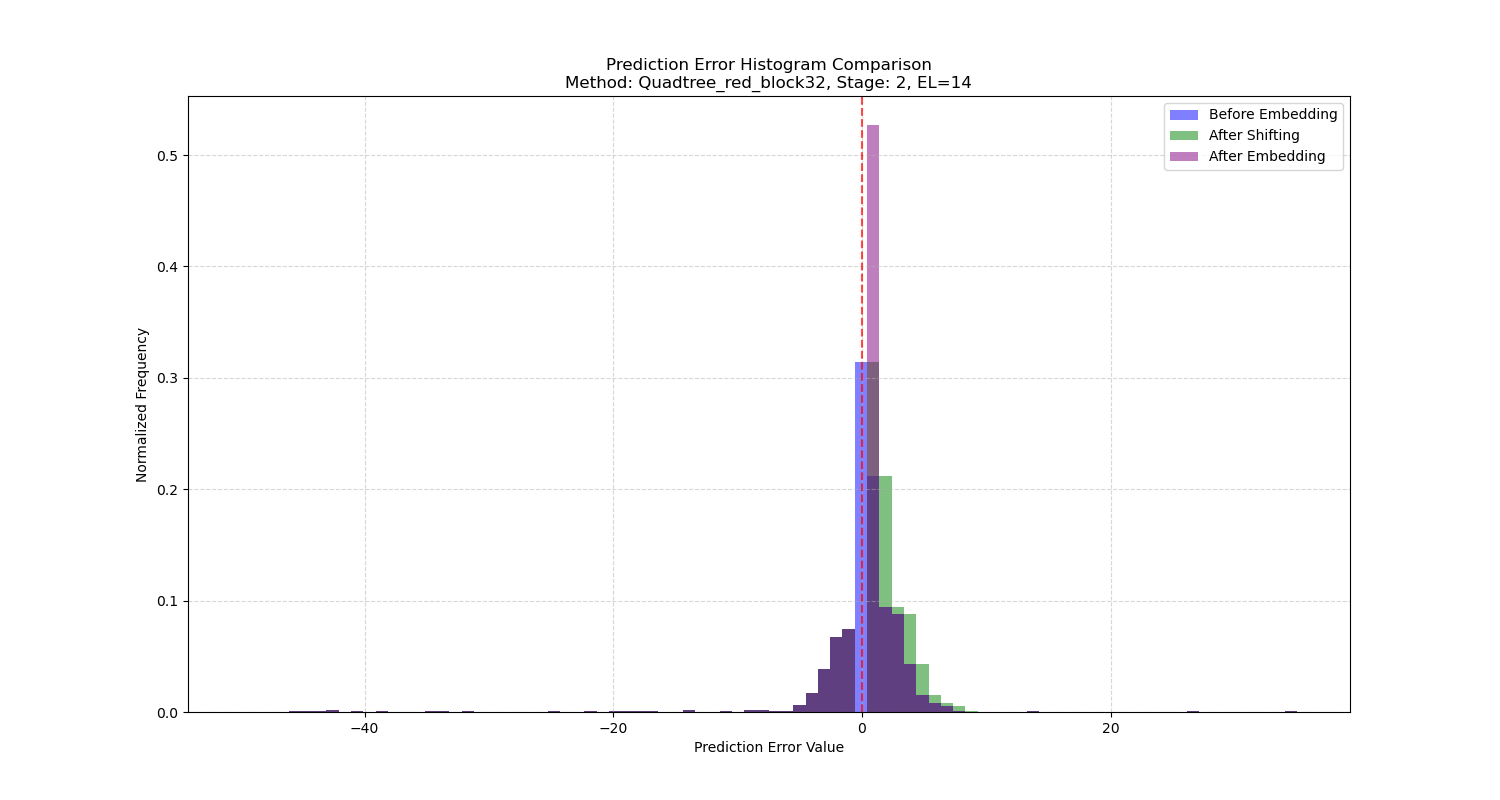 Prediction Error Histogram Comparison
Method: Quadtree_red_block32, Stage: 2, EL=14
Before Embedding
After Shifting
After Embedding
Normalized Frequency
0.5
0.4
0.3
0.2
0.1
0.0
−40
−20
0
20
Prediction Error Value